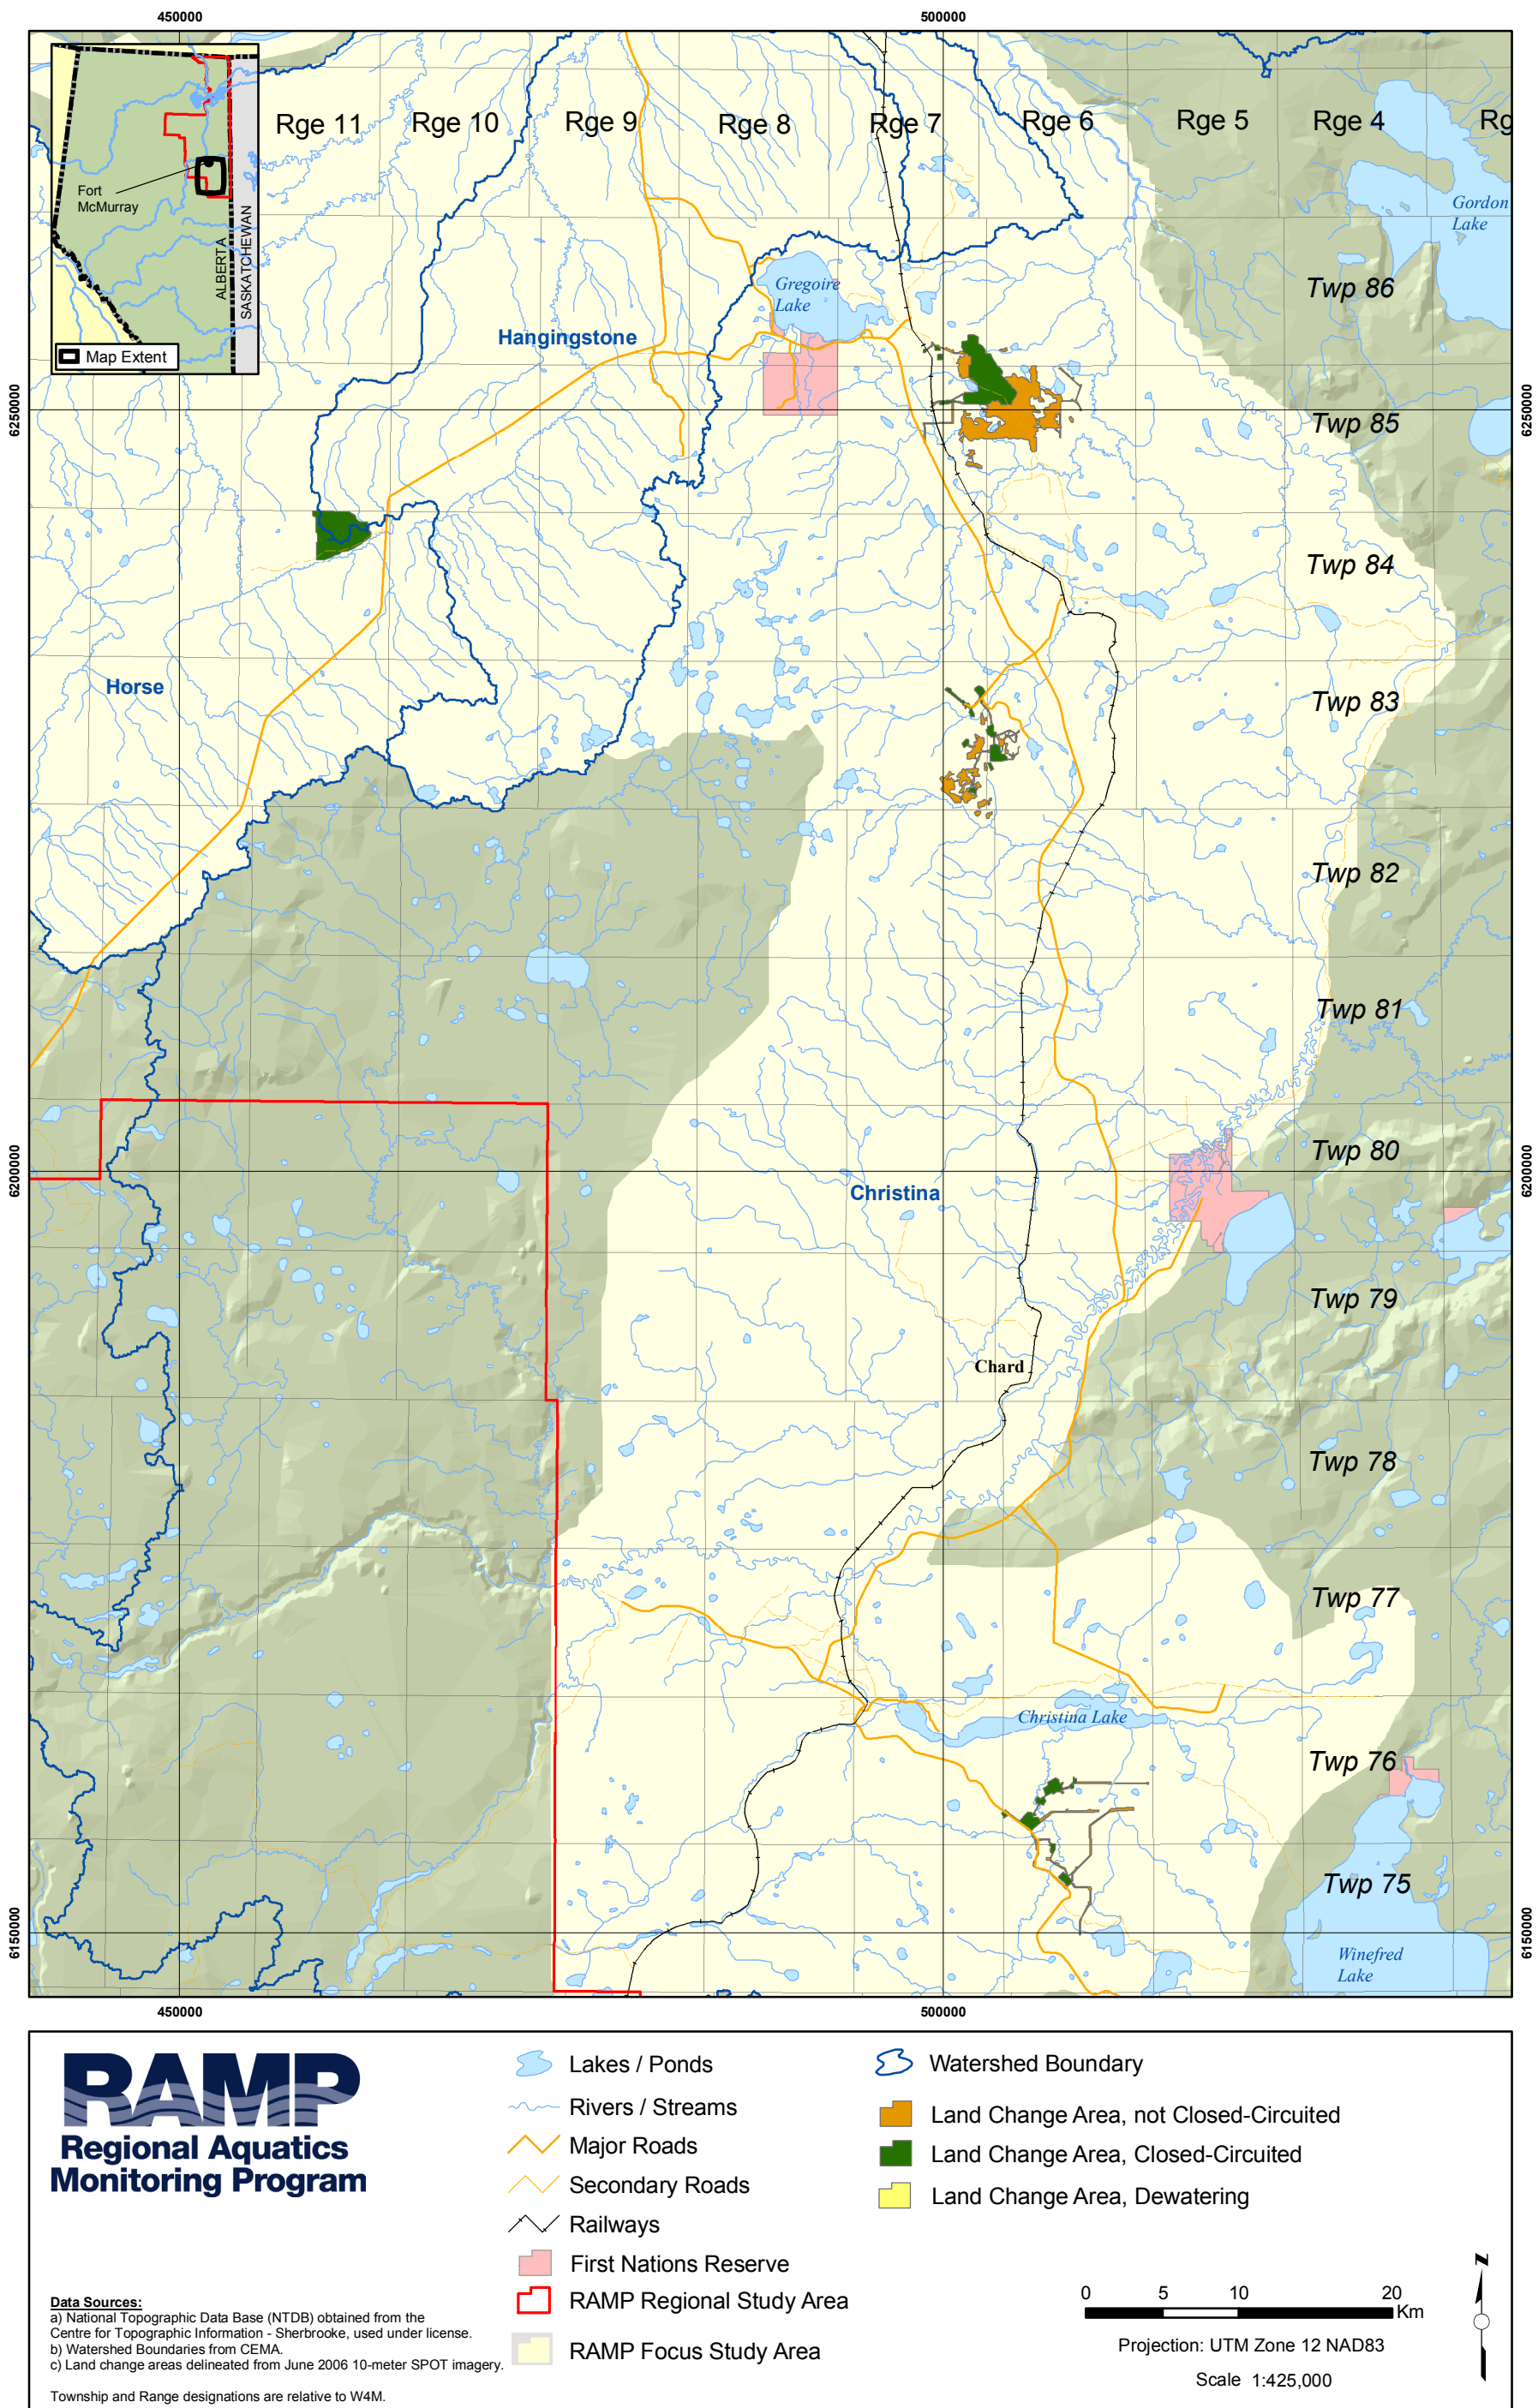 450000
500000
Rge 11
Rge 10
Rge 9
Rge 8
Rge 7
Rge 6
Rge 5
Rge 4
Rg
Fort
McMurray
ALBERTA
SASKATCHEWAN
Map Extent
Gordon
Lake
Gregoire
Lake
Twp 86
Hangingstone
6250000
6250000
Twp 85
Twp 84
Horse
Twp 83
Twp 82
Twp 81
Twp 80
6200000
6200000
Christina
Twp 79
Chard
Twp 78
Twp 77
Christina Lake
Twp 76
Twp 75
6150000
6150000
Winefred
Lake
450000
500000
RAMP
Regional Aquatics
Monitoring Program
Lakes / Ponds
Rivers / Streams
Major Roads
Secondary Roads
Railways
First Nations Reserve
RAMP Regional Study Area
RAMP Focus Study Area
Watershed Boundary
Land Change Area, not Closed-Circuited
Land Change Area, Closed-Circuited
Land Change Area, Dewatering
Data Sources:
a) National Topographic Data Base (NTDB) obtained from the
Centre for Topographic Information - Sherbrooke, used under license.
b) Watershed Boundaries from CEMA.
c) Land change areas delineated from June 2006 10-meter SPOT imagery.
Township and Range designations are relative to W4M.
0 5 10 20
Km
Projection: UTM Zone 12 NAD83
Scale 1:425,000
N